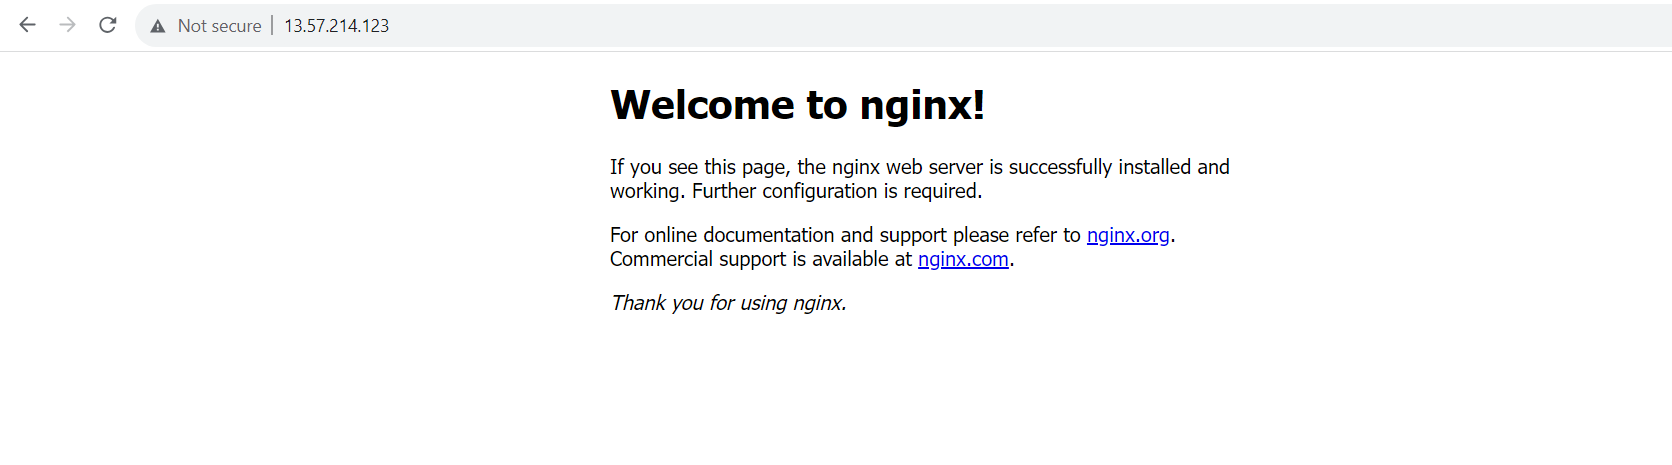 Not secure | 13.57.214.123
Welcome to nginx!
If you see this page, the nginx web server is successfully installed and
working. Further configuration is required.
For online documentation and support please refer to nginx.org.
Commercial support is available at nginx.com.
Thank you for using nginx.